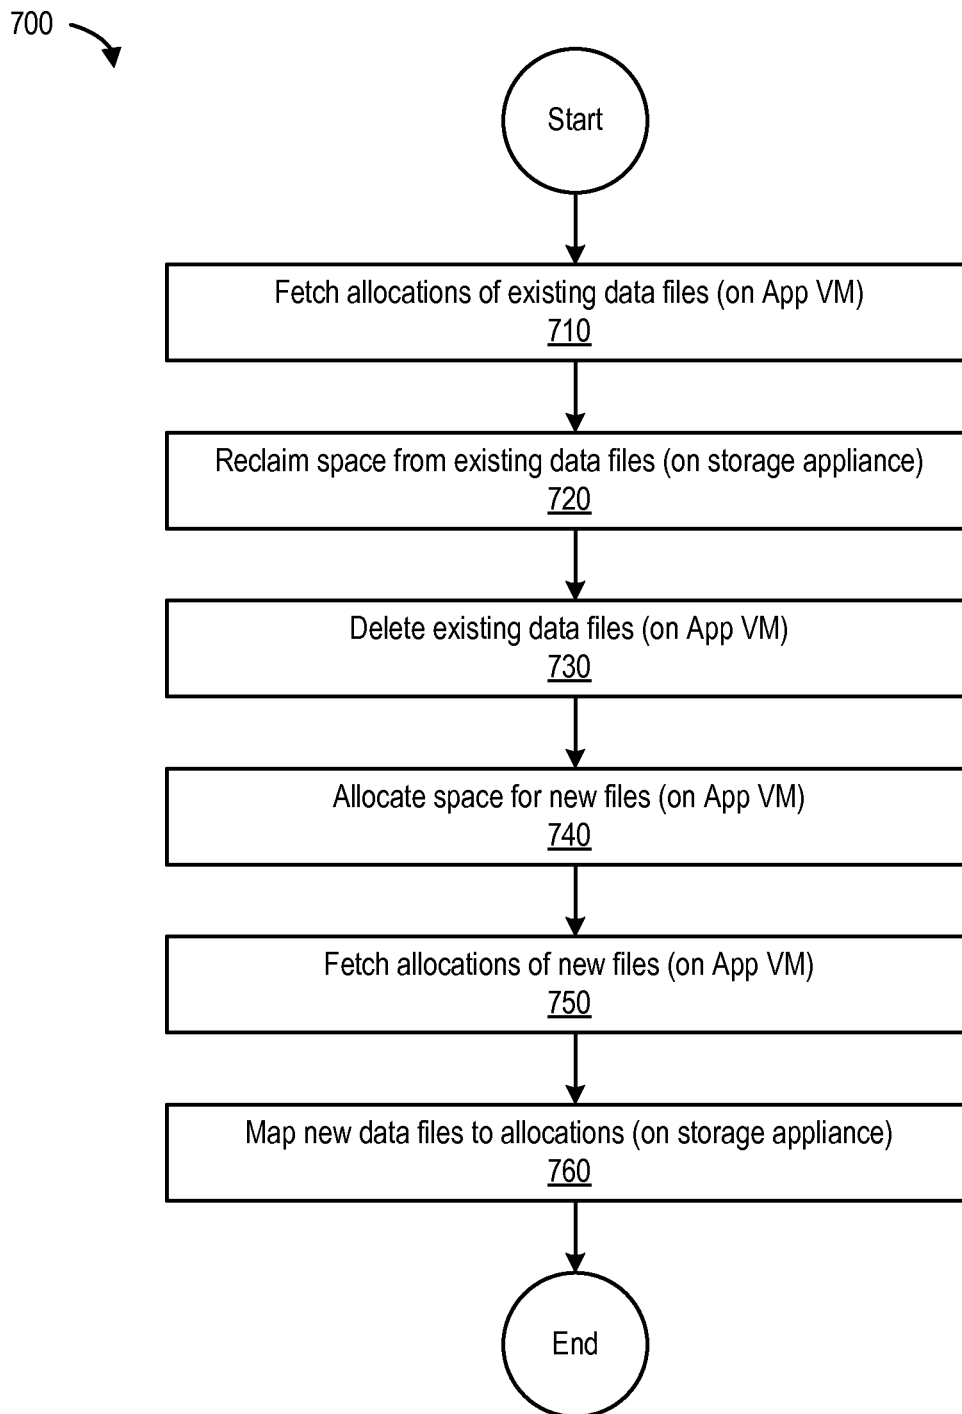 700
Start
Fetch allocations of existing data files (on App VM)
710
Reclaim space from existing data files (on storage appliance)
720
Delete existing data files (on App VM)
730
Allocate space for new files (on App VM)
740
Fetch allocations of new files (on App VM)
750
Map new data files to allocations (on storage appliance)
760
End